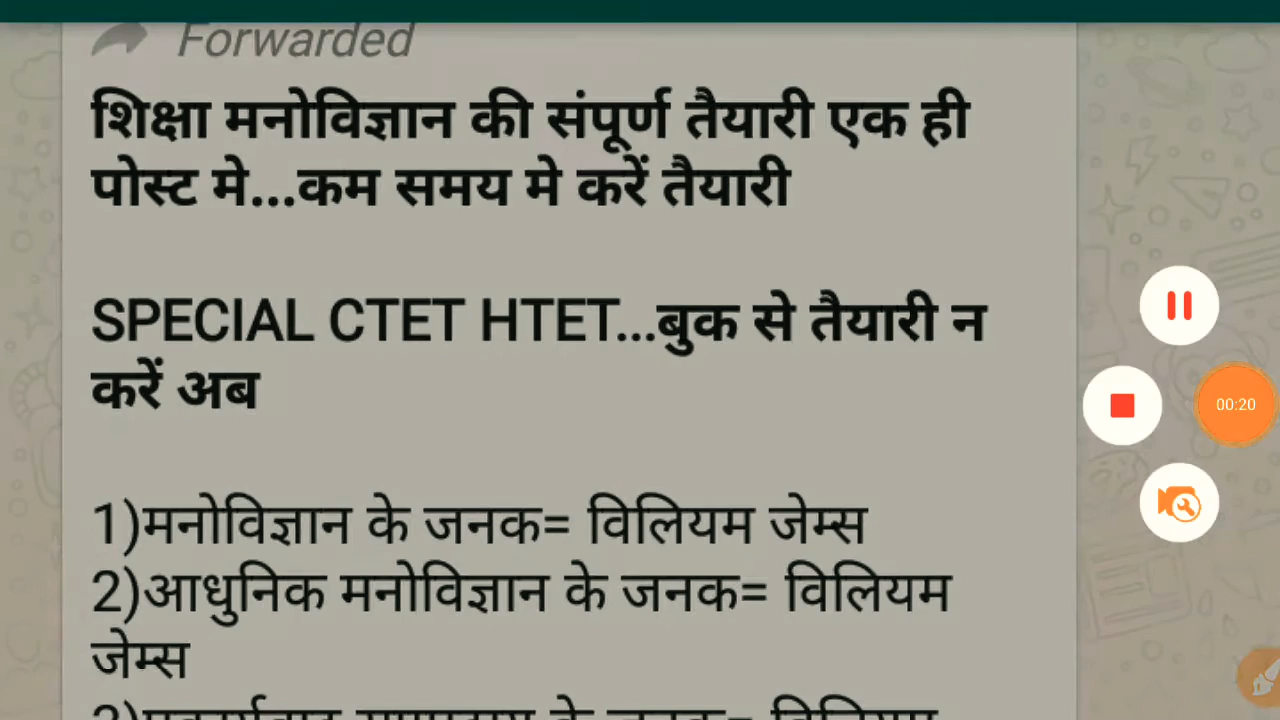 Forwarded
शिक्षा मनोविज्ञान की संपूर्ण तैयारी एक ही
पोस्ट मे...कम समय मे करें तैयारी
SPECIAL CTET HTET...बुक से तैयारी न
करें अब
1)मनोविज्ञान के जनक= विलियम जेम्स
2)आधुनिक मनोविज्ञान के जनक= विलियम
जेम्स
00:20